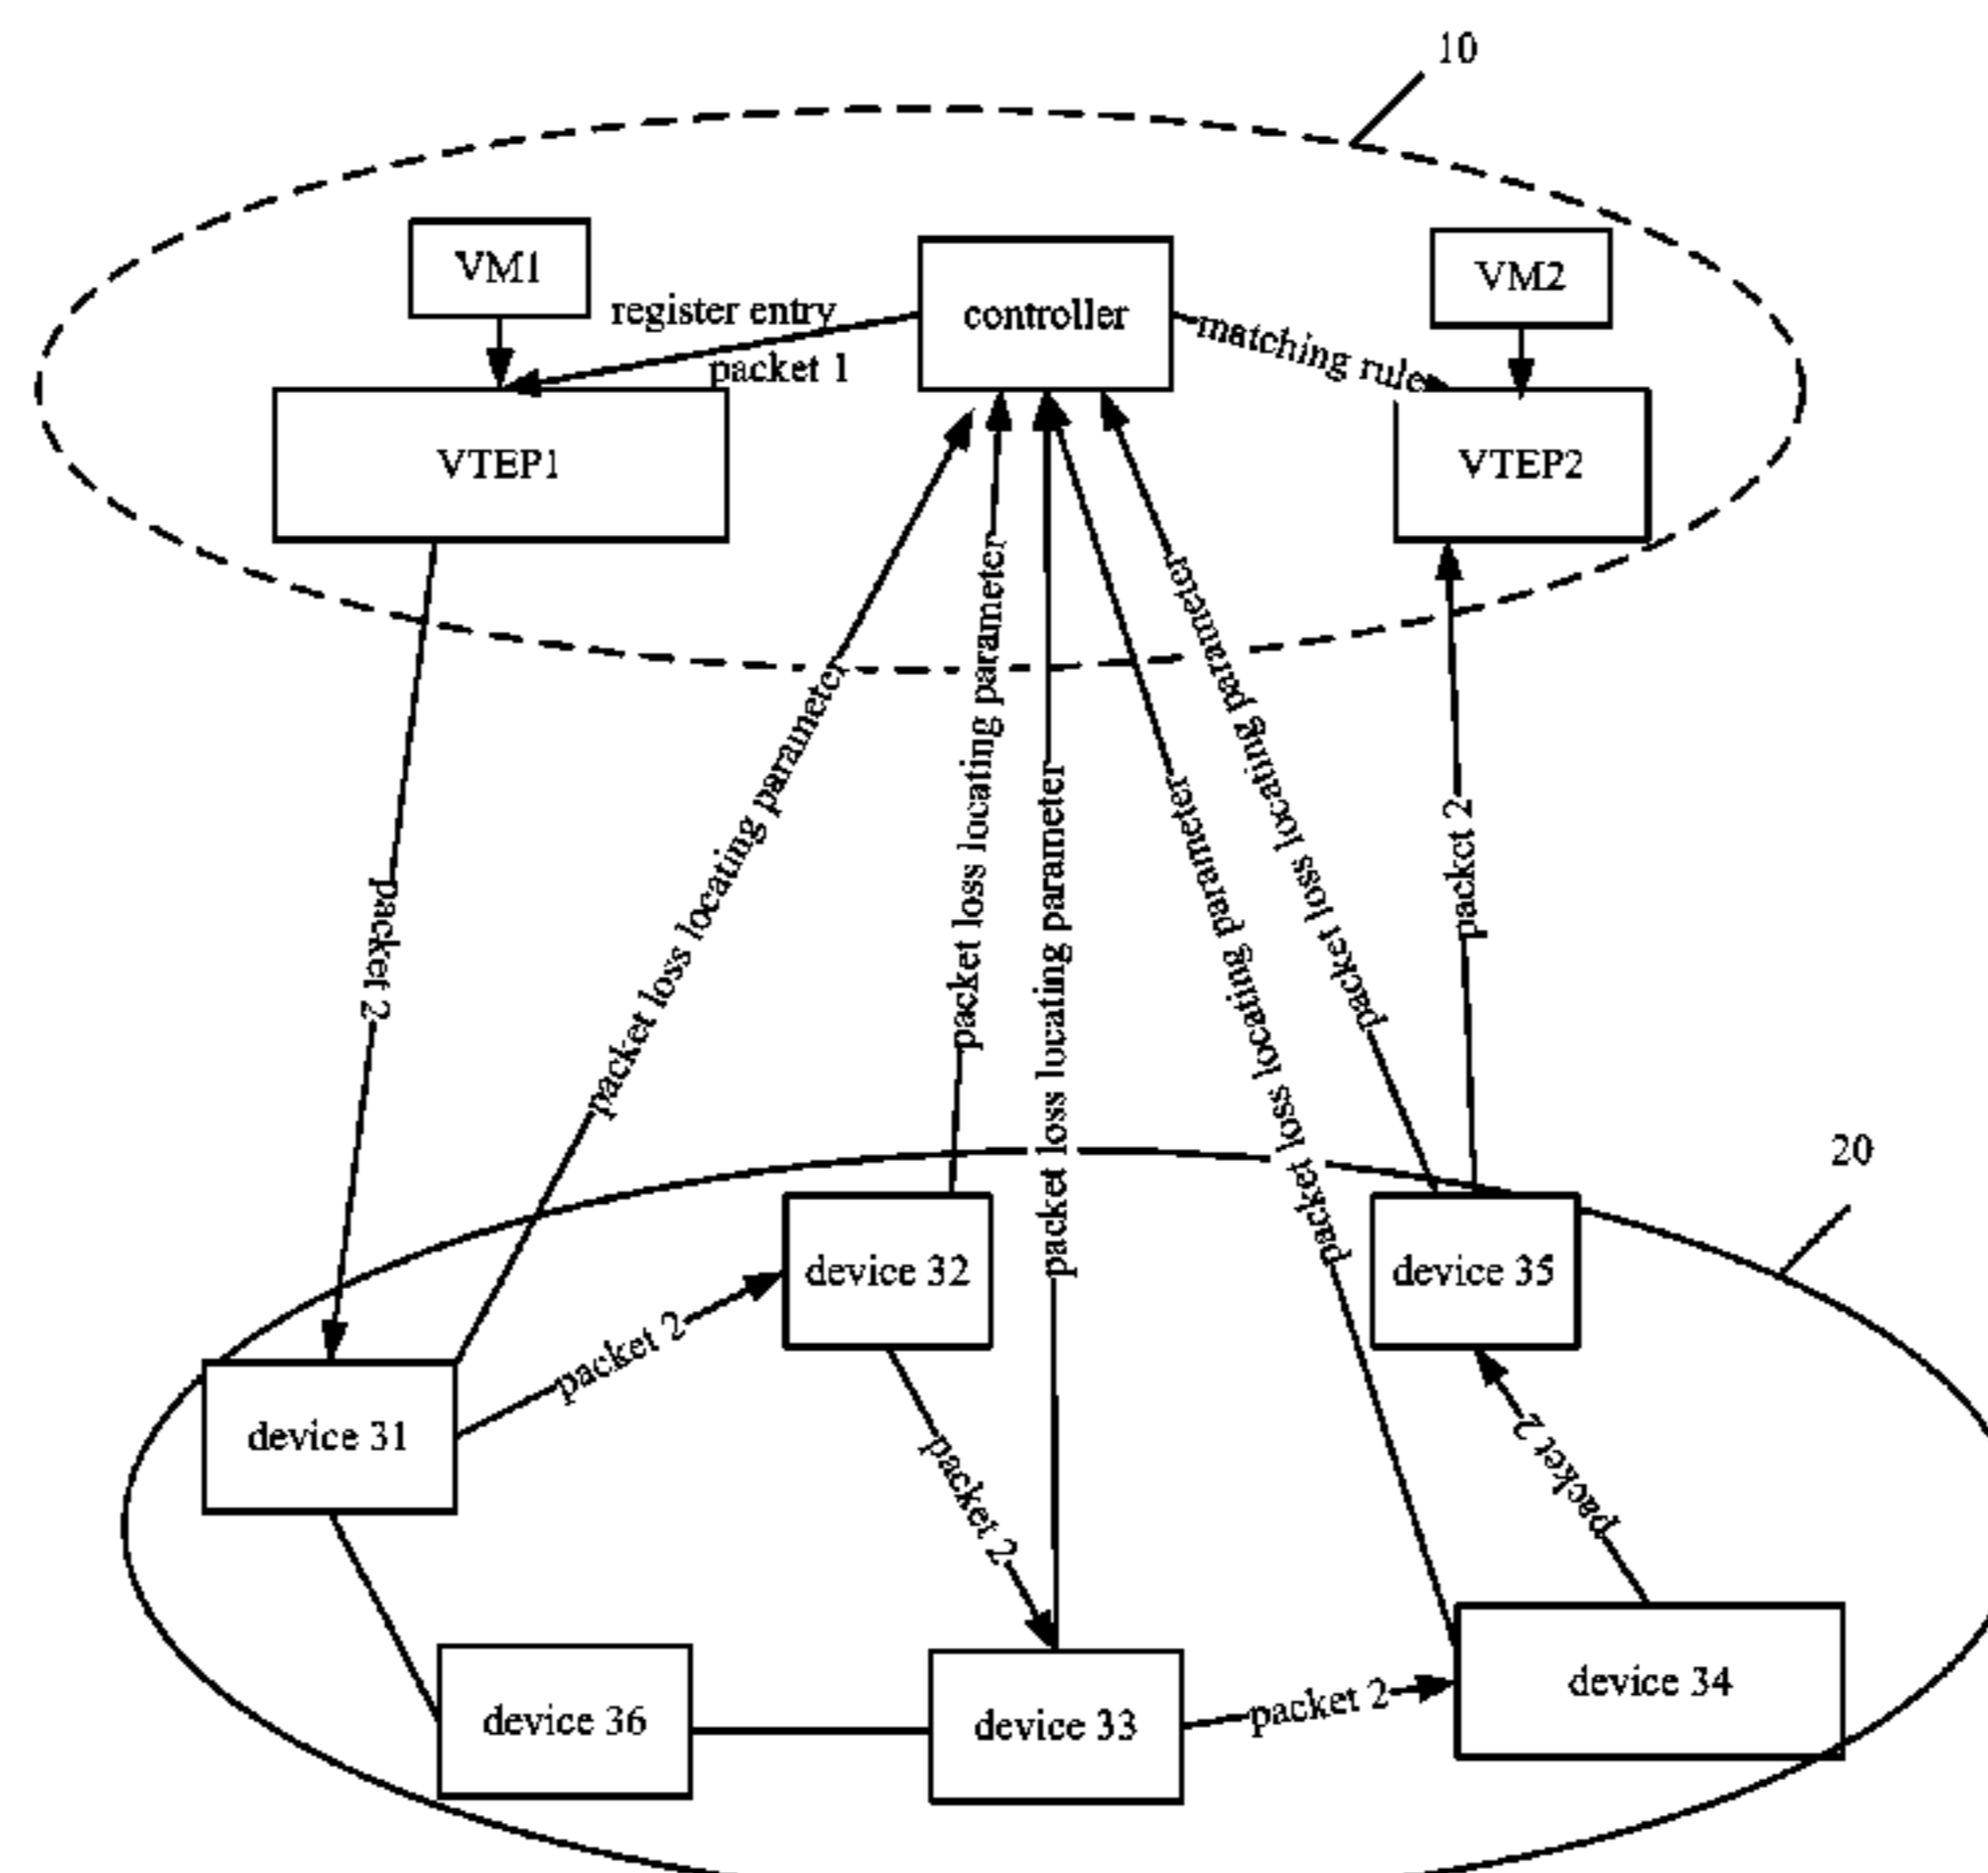 10
VM1
controller
VM2
register entry
packet 1
matching rule
VTEP1
VTEP2
packet 2
packet loss locating parameter
packet loss locating parameter
packet loss locating parameter
packet loss locating parameter
packet loss locating parameter
packet 2
20
device 32
device 35
packet 2
device 31
packet 2
packet 2
device 36
device 33
packet 2
device 34